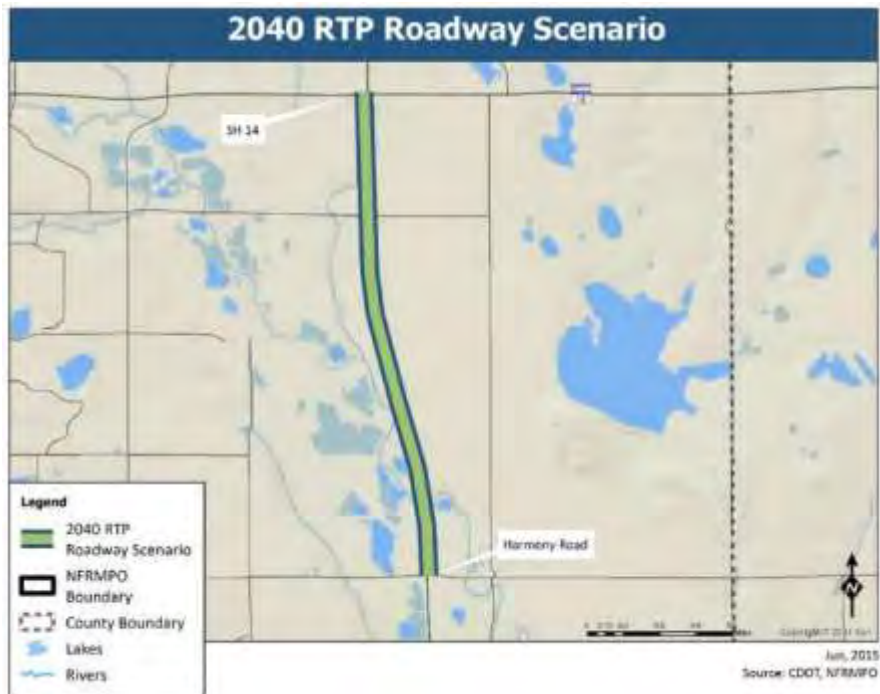 2040 RTP Roadway Scenario
SH 14
Harmony Road
Legend
2040 RTP
Roadway Scenario
NFRMPO
Boundary
County Boundary
Lakes
Rivers
N
Jun, 2015
Source: CDOT, NFRMPO